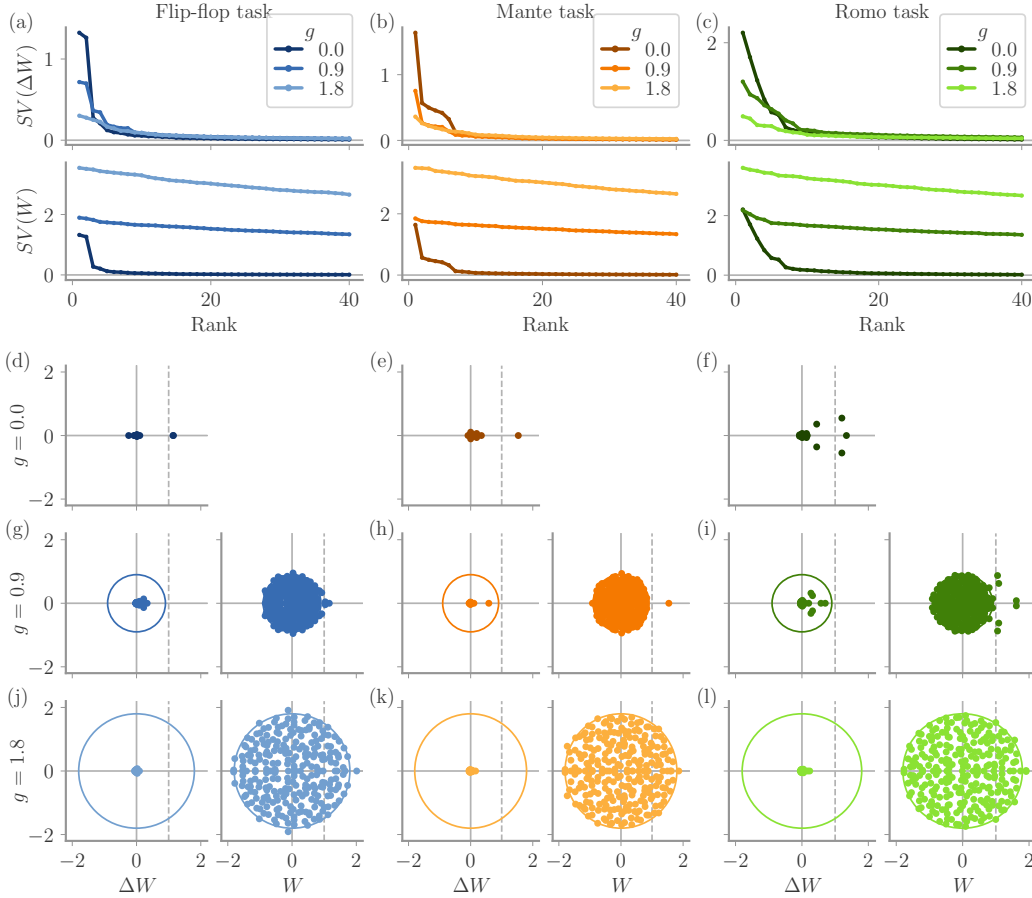 (a) Flip-flop task (b) Mante task (c) Romo task
g g g
0.0 0.0 0.0
0.9 0.9 0.9
1.8 1.8 1.8
SV(ΔW)
1 1 2
0 0 0
SV(W)
2 2 2
0 0 0
0 20 40 0 20 40 0 20 40
Rank Rank Rank
(d) (e) (f)
g = 0.0
2
0
−2
(g) (h) (i)
g = 0.9
2
0
−2
(j) (k) (l)
g = 1.8
2
0
−2
−2 0 2 −2 0 2 −2 0 2 −2 0 2 −2 0 2 −2 0 2
ΔW W ΔW W ΔW W